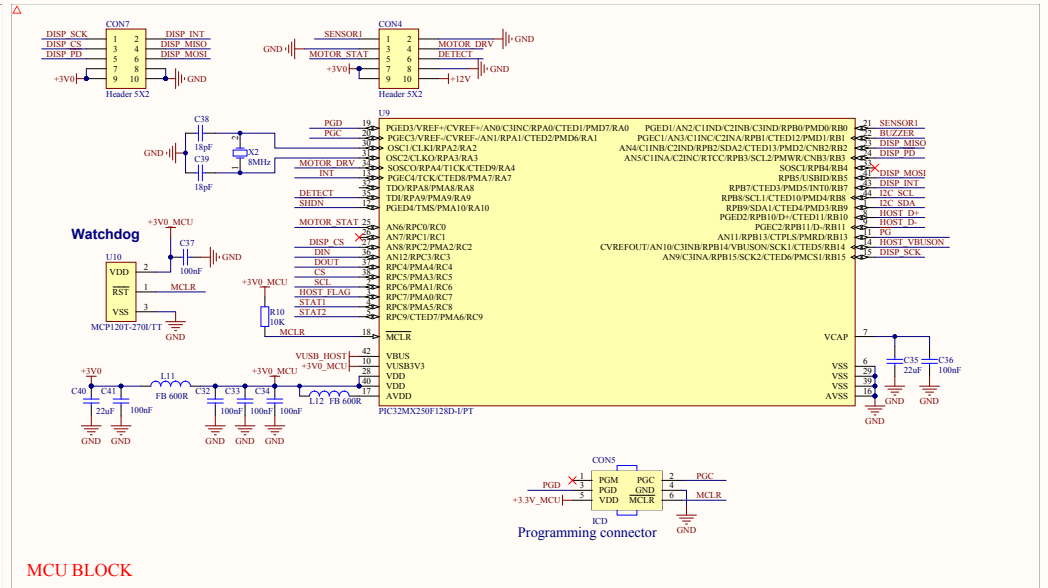 CON7
DISP_SCK 1 2 DISP_INT
DISP_CS 3 4 DISP_MISO
DISP_PD 5 6 DISP_MOSI
7 8
+3V0 9 10 GND
Header 5X2
CON4
SENSOR1 1 2 GND
GND 3 4 MOTOR_DRV
MOTOR_STAT 5 6 DETECT
+3V0 7 8 GND
9 10 +12V
Header 5X2
C38
18pF
GND
X2
8MHz
1
2
C39
18pF
U9
PGD 19 PGED3/VREF+/CVREF+/AN0/C3INC/RPA0/CTED1/PMD7/RA0
PGC 20 PGEC3/VREF-/CVREF-/AN1/RPA1/CTED2/PMD6/RA1
30 OSC1/CLKI/RPA2/RA2
31 OSC2/CLKO/RPA3/RA3
MOTOR_DRV 34 SOSCO/RPA4/T1CK/CTED9/RA4
INT 13 PGEC4/TCK/CTED8/PMA7/RA7
32 TDO/RPA8/PMA8/RA8
DETECT 35 TDI/RPA9/PMA9/RA9
SHDN 12 PGED4/TMS/PMA10/RA10
MOTOR_STAT 25 AN6/RPC0/RC0
26 AN7/RPC1/RC1
DISP_CS 27 AN8/RPC2/PMA2/RC2
DIN 36 AN12/RPC3/RC3
DOUT 37 RPC4/PMA4/RC4
CS 38 RPC5/PMA3/RC5
SCL RPC6/PMA1/RC6
HOST_FLAG 3 RPC7/PMA0/RC7
STAT1 4 RPC8/PMA5/RC8
STAT2 5 RPC9/CTED7/PMA6/RC9
MCLR 18 MCLR
VUSB_HOST 42 VBUS
+3V0_MCU 10 VUSB3V3
28 VDD
40 VDD
17 AVDD
PIC32MX250F128D-I/PT
PGED1/AN2/C1IND/C2INB/C3IND/RPB0/PMD0/RB0 21 SENSOR1
PGEC1/AN3/C1INC/C2INA/RPB1/CTED12/PMD1/RB1 22 BUZZER
AN4/C1INB/C2IND/RPB2/SDA2/CTED13/PMD2/CNB2/RB2 23 DISP_MISO
AN5/C1INA/C2INC/RTCC/RPB3/SCL2/PMWR/CNB3/RB3 24 DISP_PD
SOSCI/RPB4/RB4 33
RPB5/USBID/RB5 41 DISP_MOSI
RPB7/CTED3/PMD5/INT0/RB7 43 DISP_INT
RPB8/SCL1/CTED10/PMD4/RB8 44 I2C_SCL
RPB9/SDA1/CTED4/PMD3/RB9 I2C_SDA
PGED2/RPB10/D+/CTED11/RB10 8 HOST_D+
PGEC2/RPB11/D-/RB11 9 HOST_D-
AN11/RPB13/CTPLS/PMRD/RB13 11 PG
CVREFOUT/AN10/C3INB/RPB14/VBUSON/SCK1/CTED5/RB14 14 HOST_VBUSON
AN9/C3INA/RPB15/SCK2/CTED6/PMCS1/RB15 15 DISP_SCK
VCAP 7
VSS 6
VSS 29
VSS 39
AVSS 16
GND
C35
22uF
GND
C36
100nF
GND
Watchdog
+3V0_MCU
C37
100nF
GND
U10
VDD 2
RST 1 MCLR
VSS 3
GND
MCP120T-270I/TT
+3V0_MCU
R10
10K
+3V0
C40
22uF
GND
C41
100nF
GND
L11
FB 600R
C32
100nF
GND
C33
100nF
GND
C34
100nF
GND
+3V0_MCU
L12 FB 600R
CON5
1 PGM PGC 2 PGC
PGD 3 PGD GND 4
+3.3V_MCU 5 VDD MCLR 6 MCLR
ICD
GND
Programming connector
MCU BLOCK